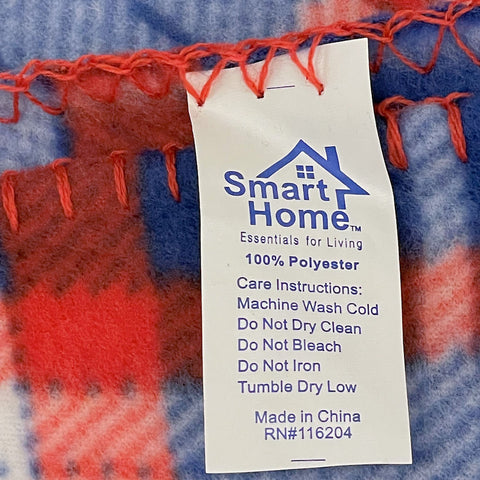 Smart
Home™
Essentials for Living
100% Polyester
Care Instructions:
Machine Wash Cold
Do Not Dry Clean
Do Not Bleach
Do Not Iron
Tumble Dry Low
Made in China
RN#116204